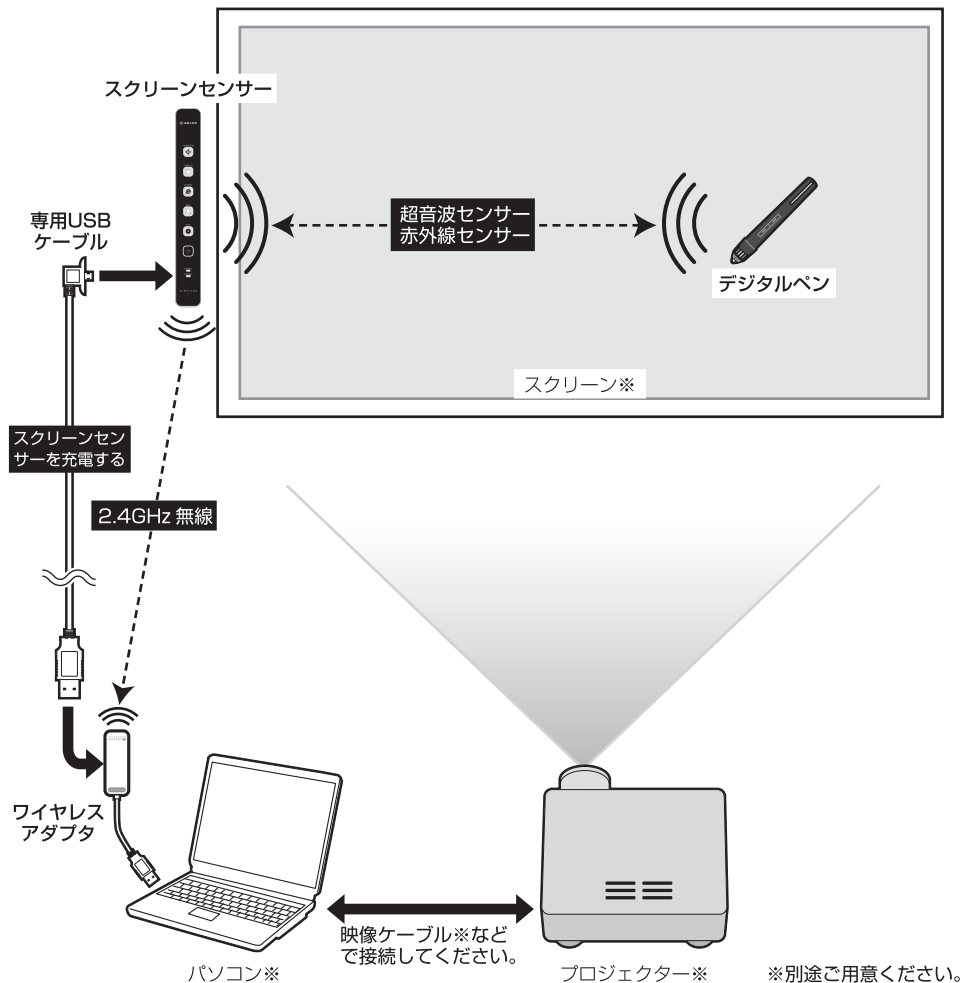 スクリーンセンサー
専用USB
ケーブル
超音波センサー
赤外線センサー
デジタルペン
スクリーン※
スクリーンセン
サーを充電する
2.4GHz 無線
ワイヤレス
アダプタ
映像ケーブル※など
で接続してください。
パソコン※
プロジェクター※
※別途ご用意ください。